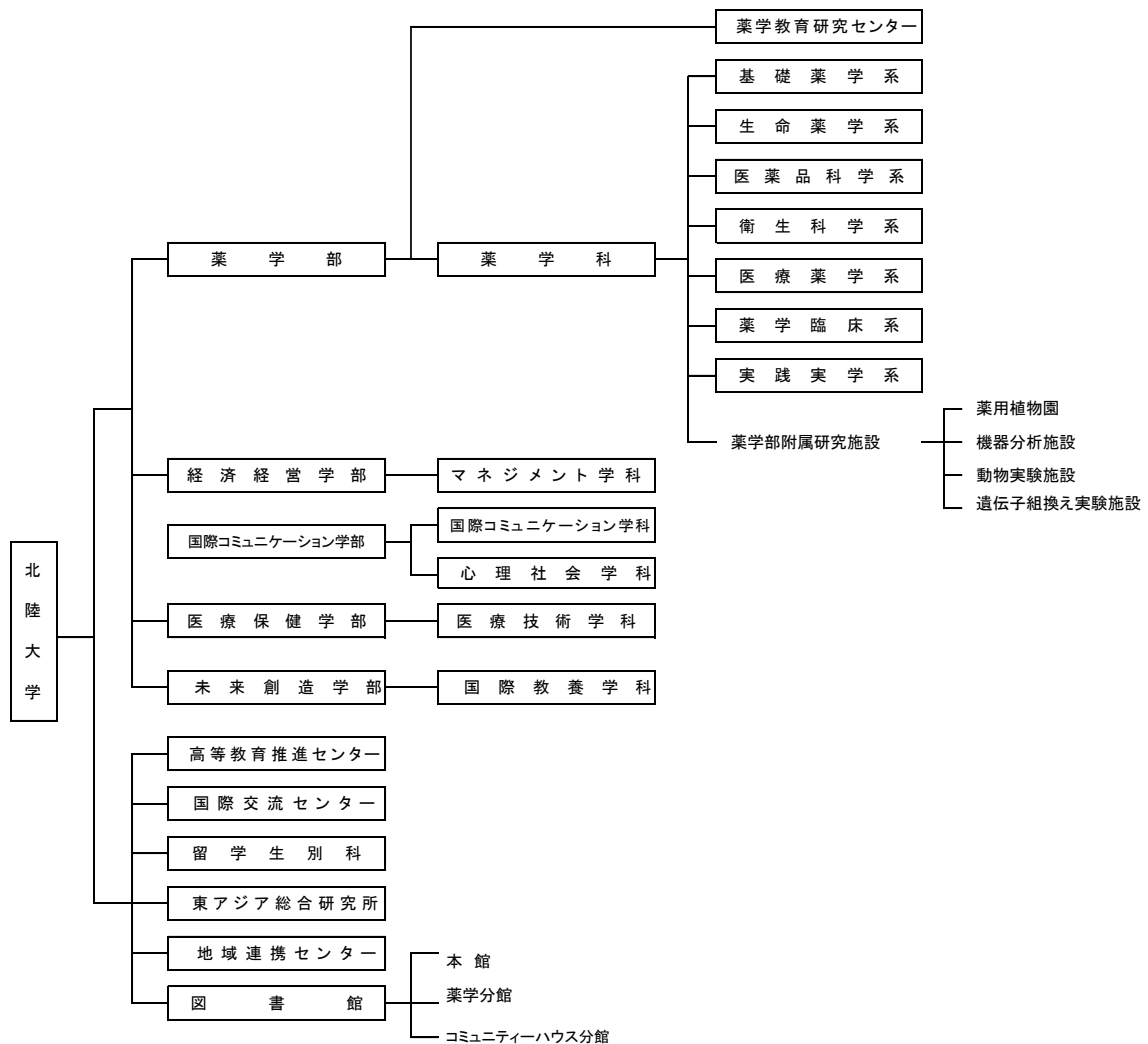 薬学教育研究センター
基礎薬学系
生命薬学系
医薬品科学系
衛生科学系
薬学部
薬学科
医療薬学系
薬学臨床系
実践実学系
薬学部附属研究施設
薬用植物園
機器分析施設
動物実験施設
遺伝子組換え実験施設
経済経営学部
マネジメント学科
国際コミュニケーション学部
国際コミュニケーション学科
心理社会学科
北陸大学
医療保健学部
医療技術学科
未来創造学部
国際教養学科
高等教育推進センター
国際交流センター
留学生別科
東アジア総合研究所
地域連携センター
図書館
本館
薬学分館
コミュニティーハウス分館